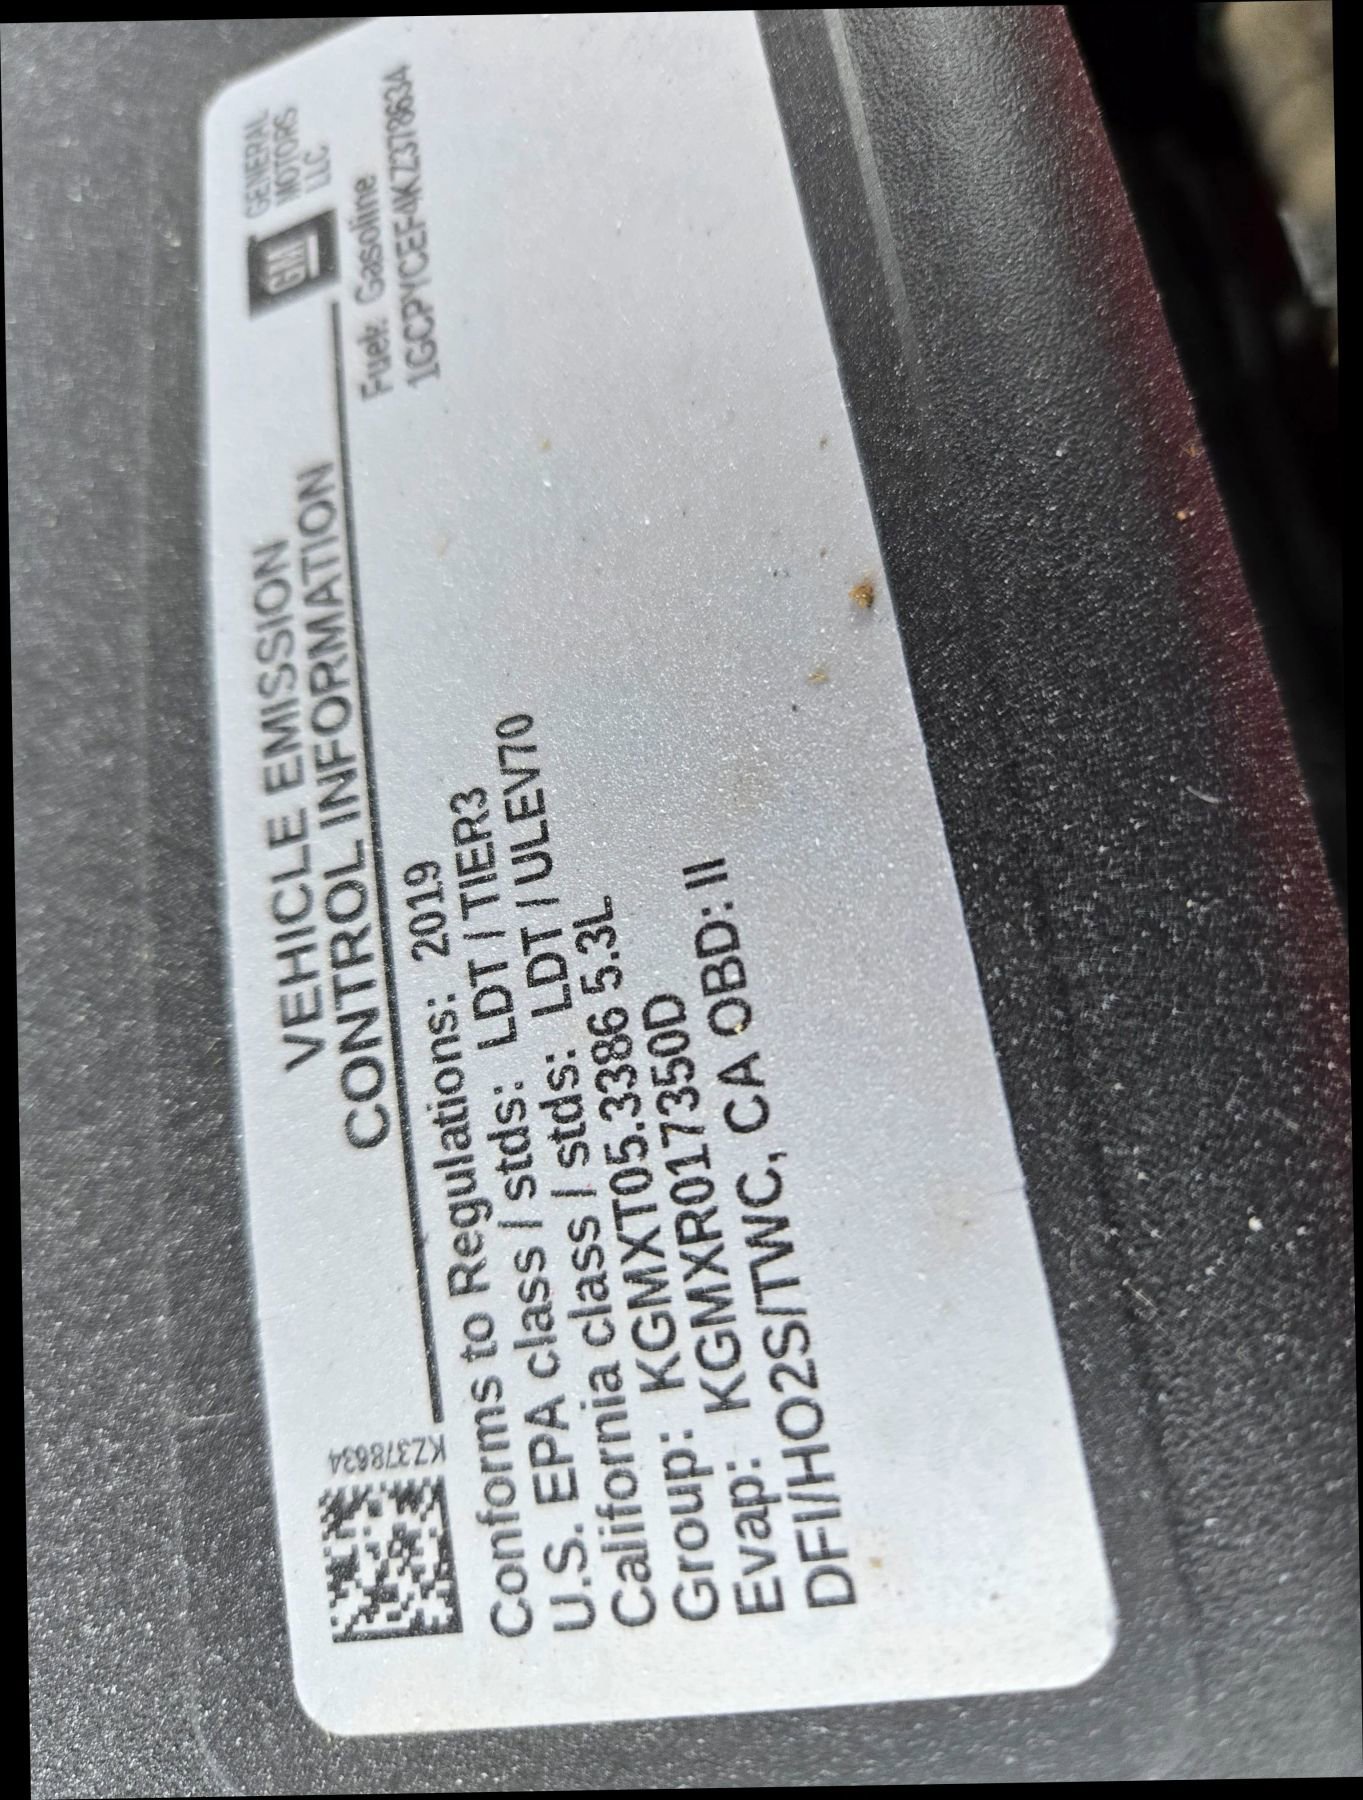 VEHICLE EMISSION
CONTROL INFORMATION
GM
GENERAL
MOTORS
LLC
KZ378634
Fuel: Gasoline
1GCPYCEF4KZ378634
Conforms to Regulations: 2019
U.S. EPA class / stds: LDT / TIER3
California class / stds: LDT / ULEV70
Group: KGMXT05.3386 5.3L
Evap: KGMXR017350D
DFI/HO2S/TWC, CA OBD: II